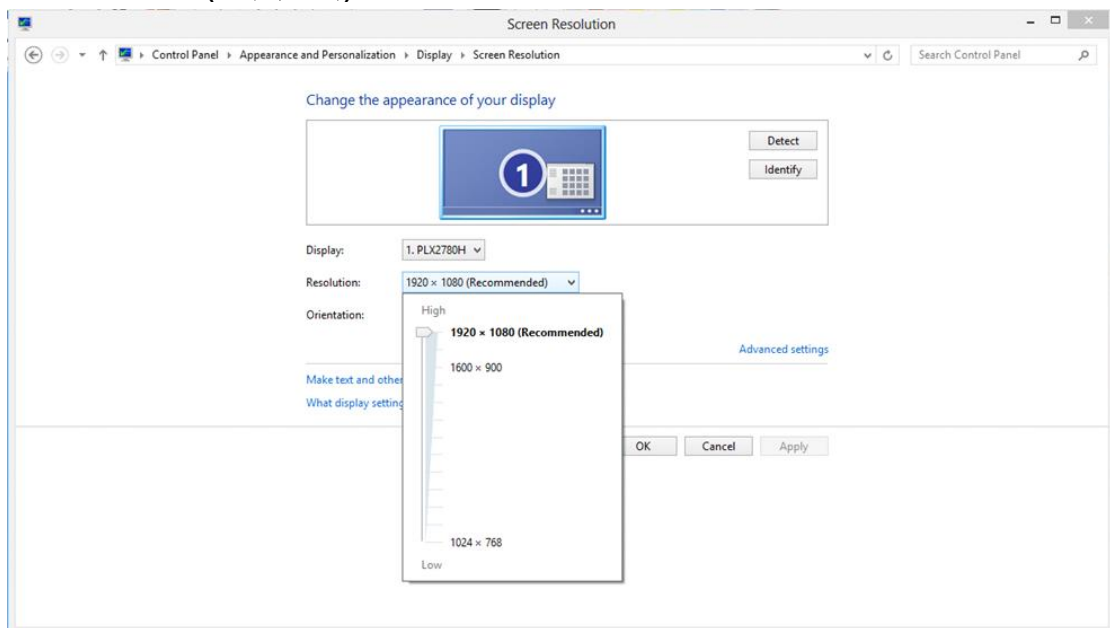 Screen Resolution
Control Panel ▸ Appearance and Personalization ▸ Display ▸ Screen Resolution
Search Control Panel
Change the appearance of your display
1
Detect
Identify
Display: 1. PLX2780H
Resolution: 1920 × 1080 (Recommended)
Orientation:
High
1920 × 1080 (Recommended)
1600 × 900
1024 × 768
Low
Advanced settings
Make text and other
What display setting
OK Cancel Apply